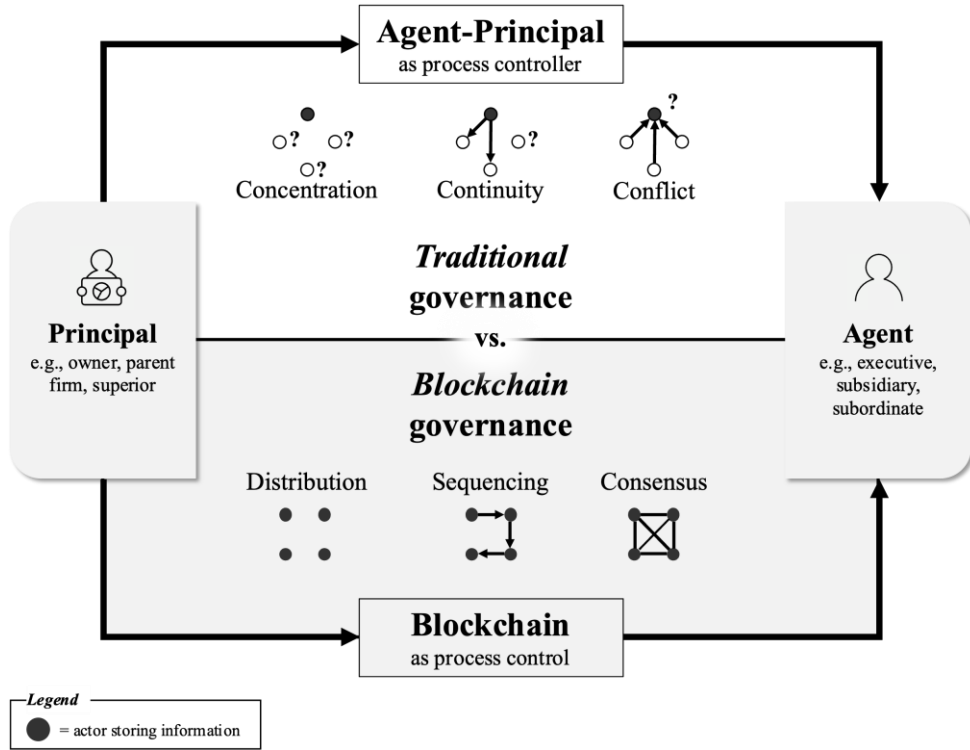 Agent-Principal
as process controller
?
?
?
?
?
Concentration
Continuity
Conflict
Principal
e.g., owner, parent
firm, superior
Traditional
governance
vs.
Blockchain
governance
Agent
e.g., executive,
subsidiary,
subordinate
Distribution
Sequencing
Consensus
Blockchain
as process control
Legend
= actor storing information